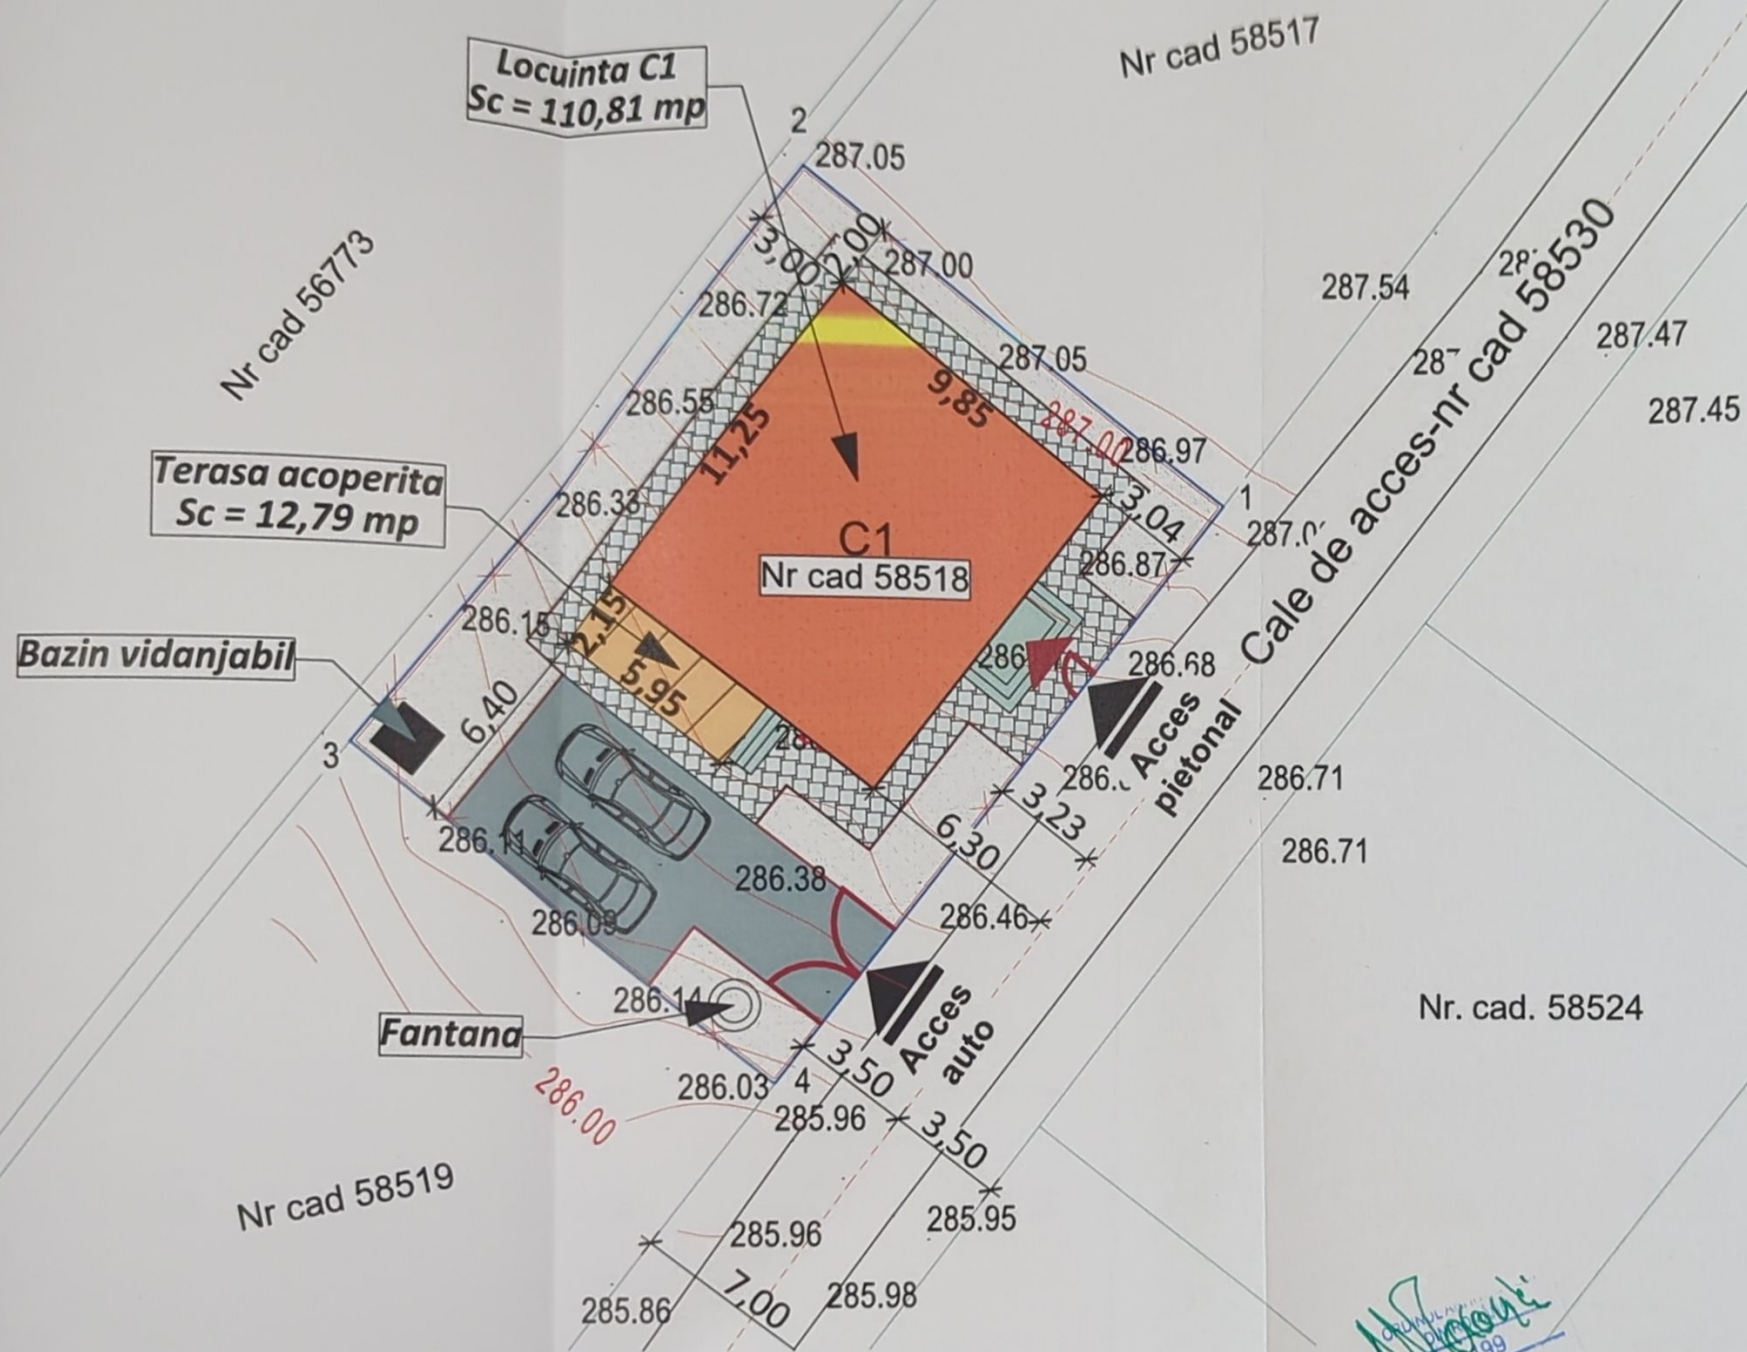 Nr cad 58517
Locuinta C1
Sc = 110,81 mp
2
287.05
Nr cad 56773
3,00
2,00
287.00
286.72
287.54
287.05
287.47
286.55
11,25
9,85
287.00
286.97
287.45
Cale de acces-nr cad 58530
Terasa acoperita
Sc = 12,79 mp
286.33
3,04
1
C1
Nr cad 58518
286.87
286.15
2,15
5,95
286.68
Bazin vidanjabil
6,40
3
Acces
pietonal
286.71
3,23
286.11
6,30
286.71
286.38
286.09
286.46
286.14
Fantana
Acces
auto
Nr. cad. 58524
3,50
286.03
4
285.96
286.00
3,50
Nr cad 58519
285.96
285.95
7,00
285.98
285.86